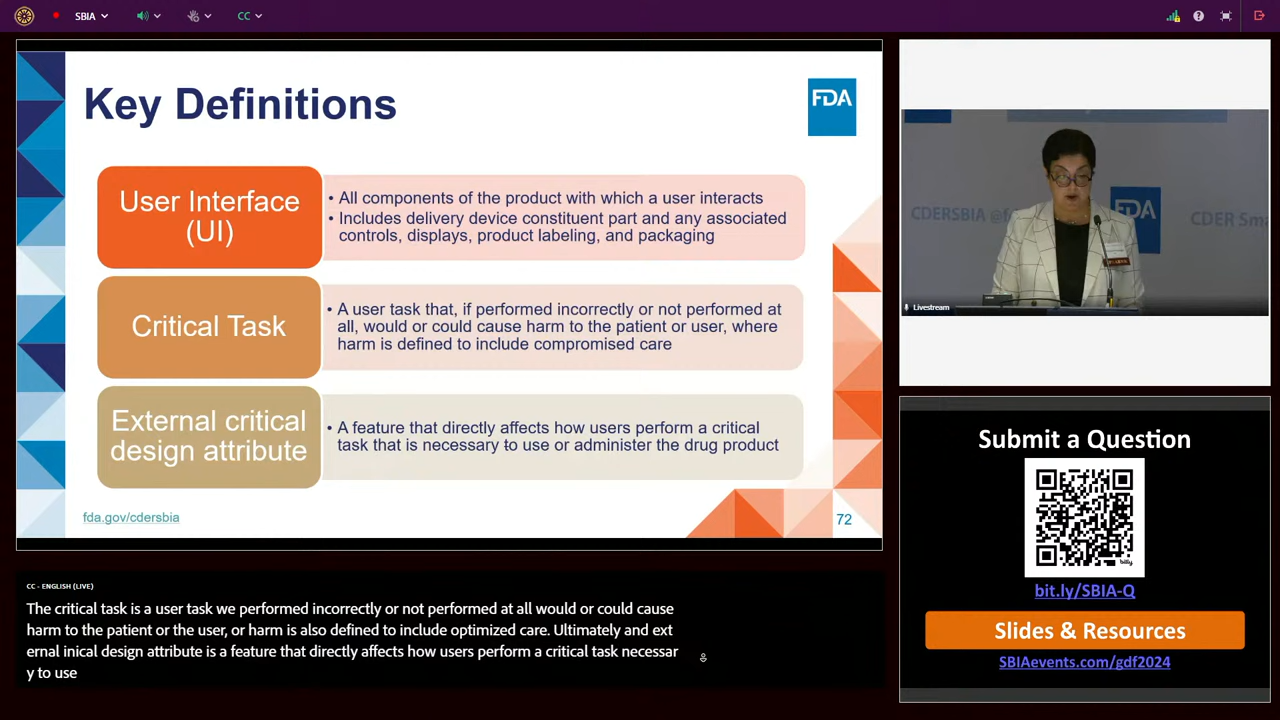 SBIA
CC
Key Definitions
FDA
User Interface
(UI)
• All components of the product with which a user interacts
• Includes delivery device constituent part and any associated
controls, displays, product labeling, and packaging
Critical Task
• A user task that, if performed incorrectly or not performed at
all, would or could cause harm to the patient or user, where
harm is defined to include compromised care
External critical
design attribute
• A feature that directly affects how users perform a critical
task that is necessary to use or administer the drug product
fda.gov/cdersbia
72
CC - ENGLISH (LIVE)
The critical task is a user task we performed incorrectly or not performed at all would or could cause
harm to the patient or the user, or harm is also defined to include optimized care. Ultimately and ext
ernal inical design attribute is a feature that directly affects how users perform a critical task necessar
y to use
CDERSBIA @f
FDA
CDER Sma
Livestream
Submit a Question
bitly
bit.ly/SBIA-Q
Slides & Resources
SBIAevents.com/gdf2024